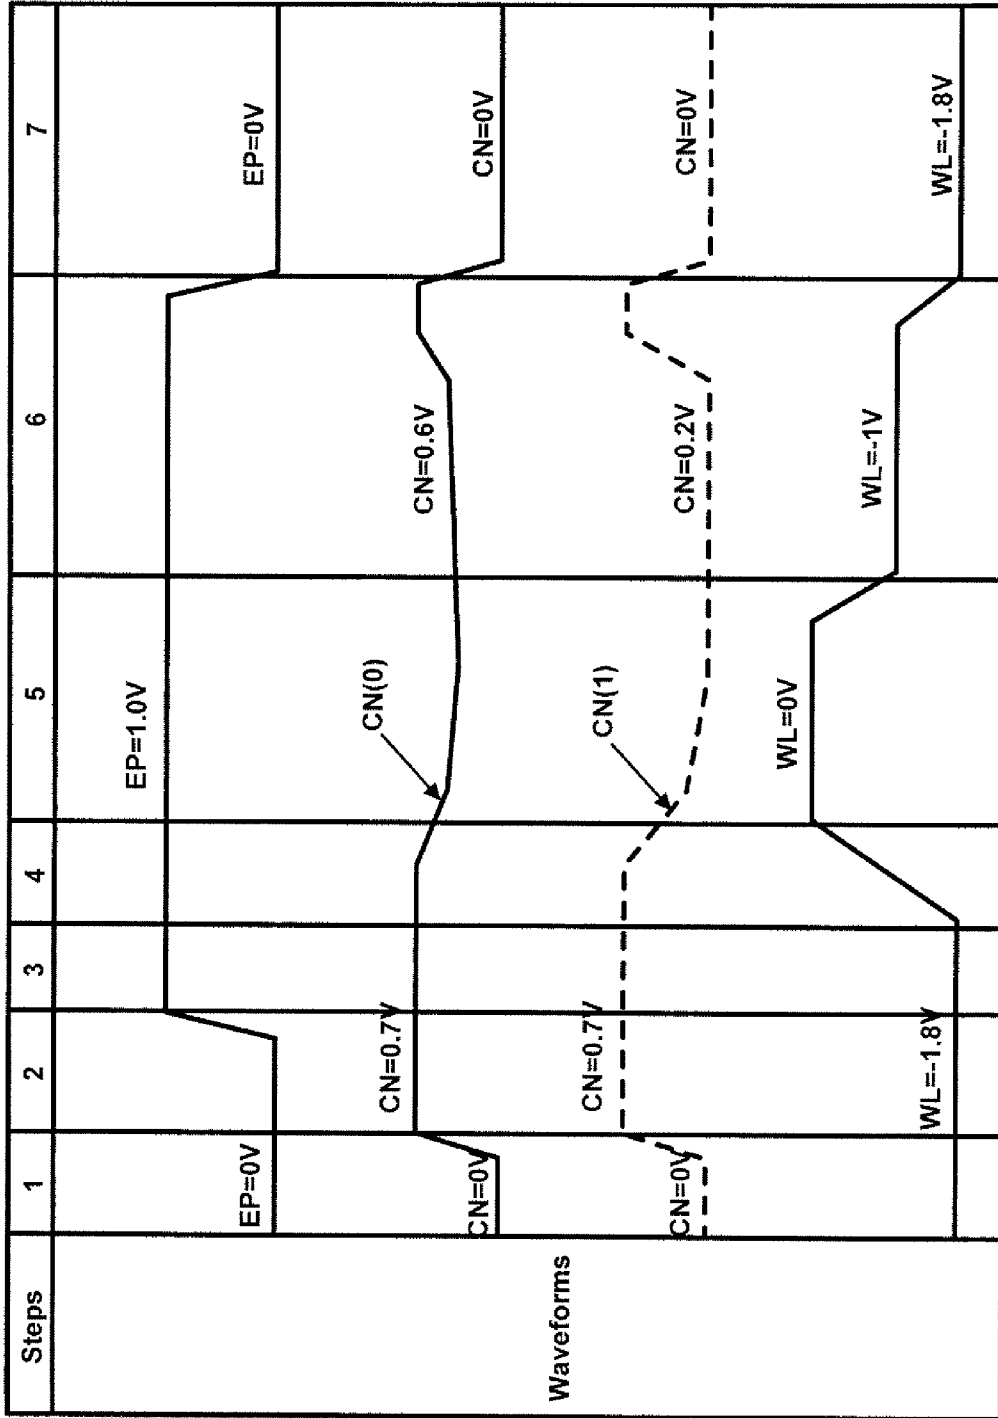 Steps 1 2 3 4 5 6 7
Waveforms
EP=0V EP=1.0V EP=0V
CN(0)
CN=0V CN=0.7V CN=0.6V CN=0V
CN(1)
CN=0V CN=0.7V CN=0.2V CN=0V
WL=-1.8V WL=0V WL=-1V WL=-1.8V